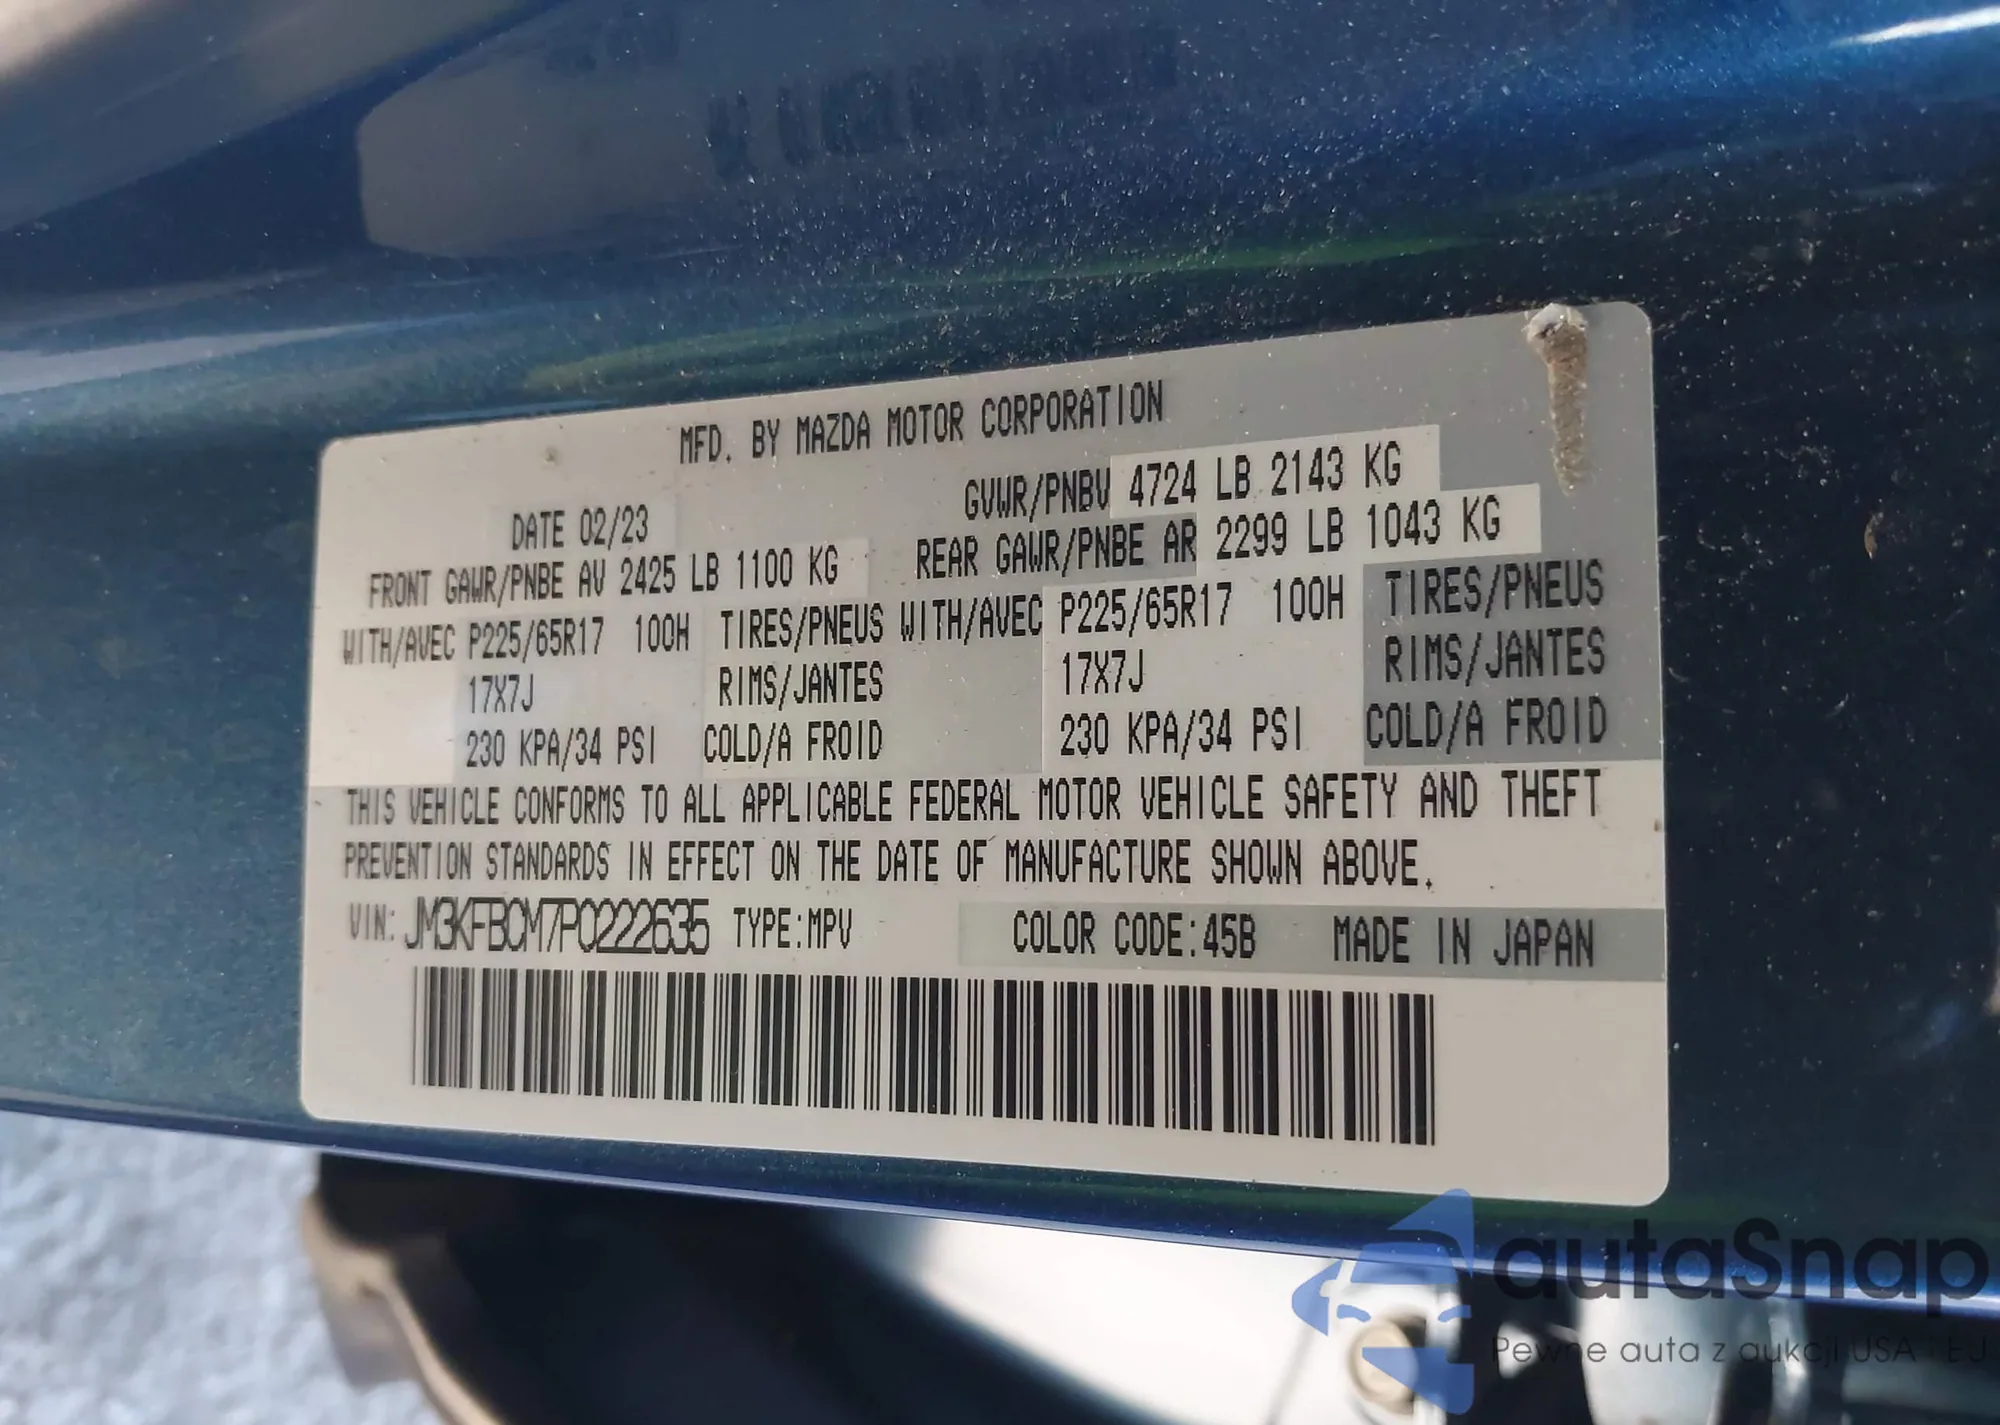 MFD. BY MAZDA MOTOR CORPORATION
DATE 02/23 GVWR/PNBV 4724 LB 2143 KG
FRONT GAWR/PNBE AV 2425 LB 1100 KG REAR GAWR/PNBE AR 2299 LB 1043 KG
WITH/AVEC P225/65R17 100H TIRES/PNEUS WITH/AVEC P225/65R17 100H TIRES/PNEUS
17X7J RIMS/JANTES 17X7J RIMS/JANTES
230 KPA/34 PSI COLD/A FROID 230 KPA/34 PSI COLD/A FROID
THIS VEHICLE CONFORMS TO ALL APPLICABLE FEDERAL MOTOR VEHICLE SAFETY AND THEFT
PREVENTION STANDARDS IN EFFECT ON THE DATE OF MANUFACTURE SHOWN ABOVE.
VIN: JM3KFBCM7P0222635 TYPE:MPV COLOR CODE:45B MADE IN JAPAN
autaSnap
Pewne auta z aukcji USA i EU